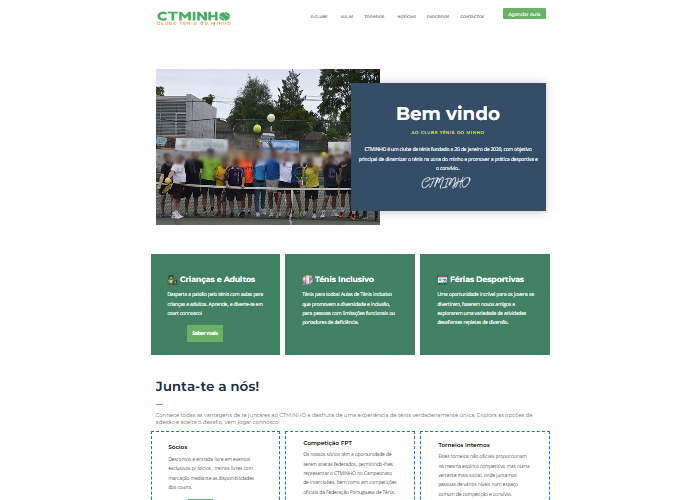 CTMINHO
CLUBE TÉNIS DO MINHO
O CLUBE AULAS TORNEIOS NOTÍCIAS PARCEIROS CONTACTOS
Agendar Aula
Bem vindo
AO CLUBE TÉNIS DO MINHO
CTMINHO é um clube de ténis fundado a 20 de janeiro de 2020, com objetivo
principal de dinamizar o ténis na zona do minho e promover a prática desportiva e
o convívio..
CTMINHO
Crianças e Adultos
Desperta a paixão pelo ténis com aulas para
crianças e adultos. Aprende, e diverte-te em
court connosco!
Saber mais
Ténis Inclusivo
Ténis para todos! Aulas de Ténis inclusivo
que promovem a diversidade e inclusão,
para pessoas com limitações funcionais ou
portadores de deficiência.
Férias Desportivas
Uma oportunidade incrível para os jovens se
divertirem, fazerem novos amigos e
explorarem uma variedade de atividades
desafiantes repletas de diversão.
Junta-te a nós!
Conhece todas as vantagens de te juntares ao CTMINHO e desfruta de uma experiência de ténis verdadeiramente única. Explora as opções de
adesão e aceita o desafio, vem jogar connosco!
Sócios
Descontos e entrada livre em eventos
exclusivos p/ sócios , treinos livres com
marcação mediante as disponibilidades
dos courts.
Competição FPT
Os nossos sócios têm a oportunidade de
serem atletas federados, permitindo-lhes
representar o CTMINHO no Campeonato
de Interclubes, bem como em competições
oficiais da Federação Portuguesa de Ténis.
Torneios Internos
Estes torneios não oficiais proporcionam
na mesma espírito competitivo mas numa
vertente mais social, onde juntamos
pessoas de vários níveis num espaço
comum de competição e convívio.